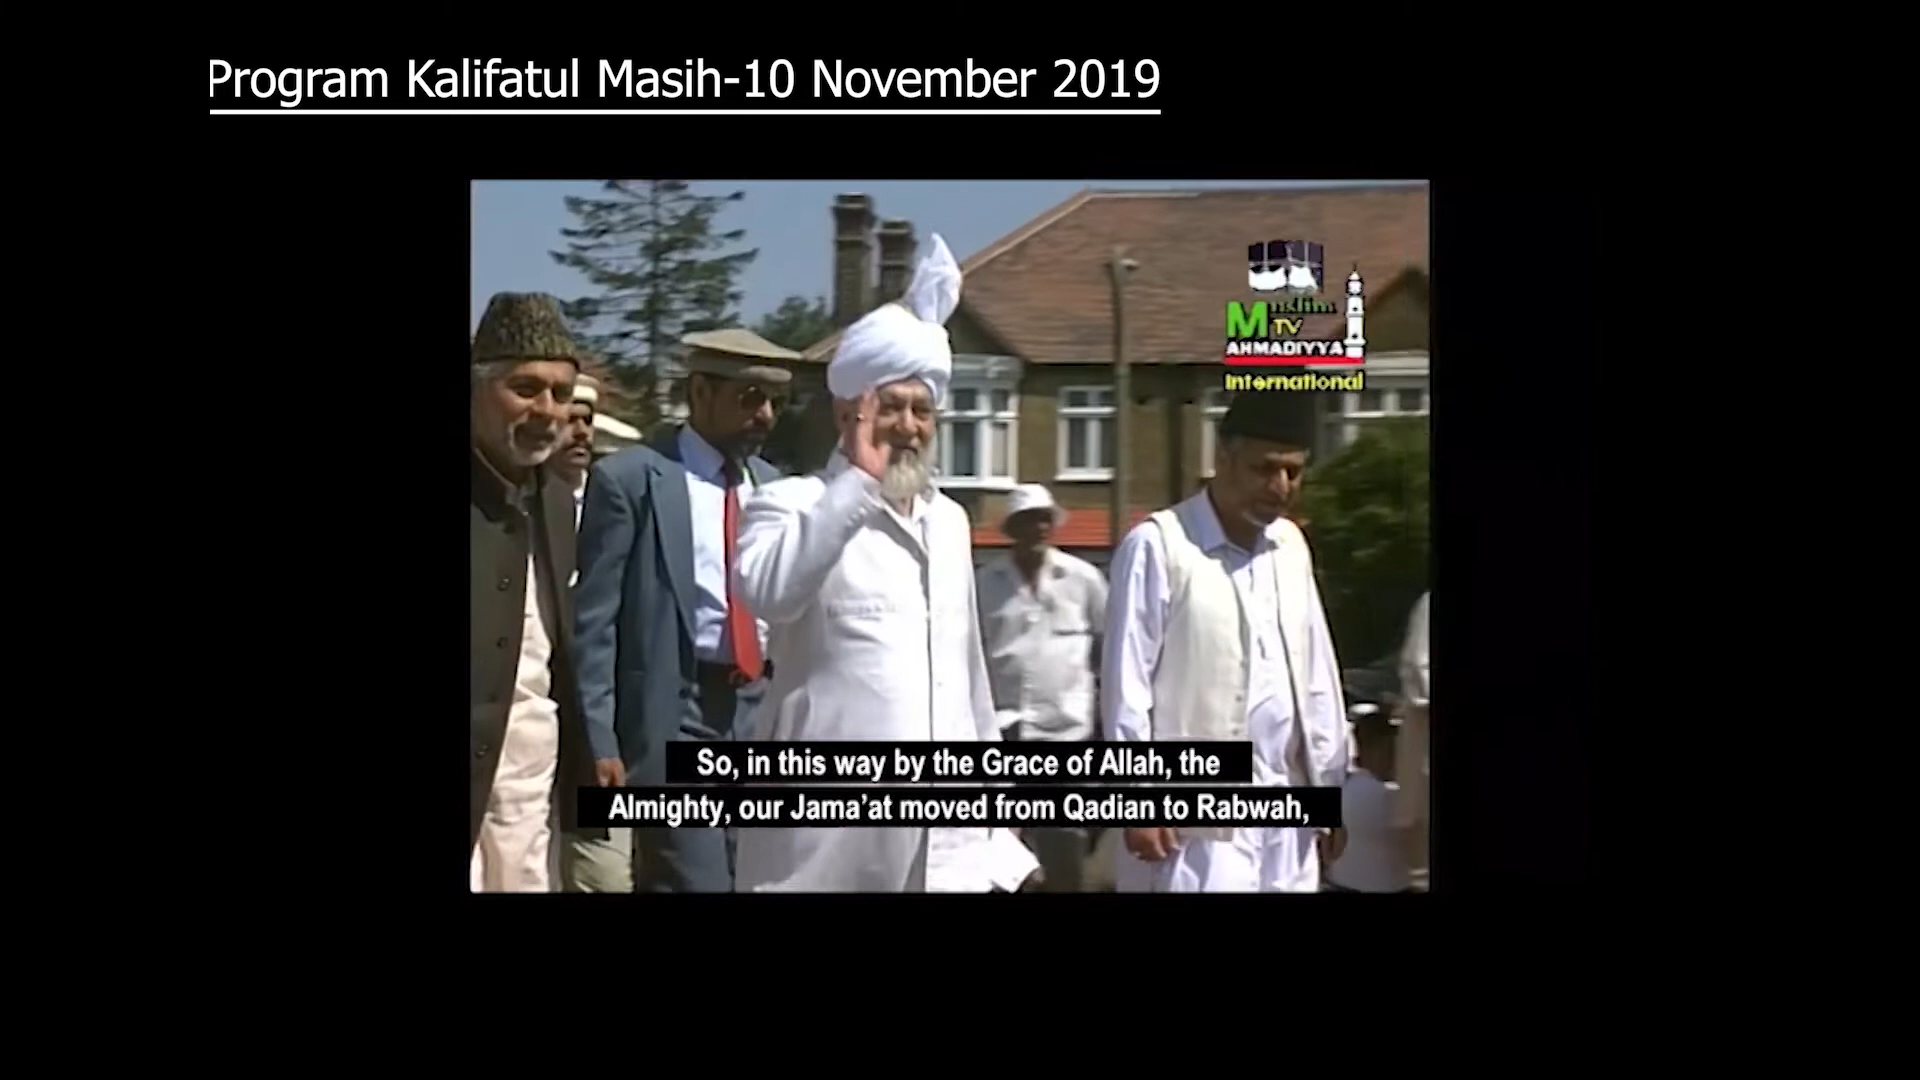 Program Kalifatul Masih-10 November 2019
Muslim
TV
AHMADIYYA
International
So, in this way by the Grace of Allah, the
Almighty, our Jama'at moved from Qadian to Rabwah,